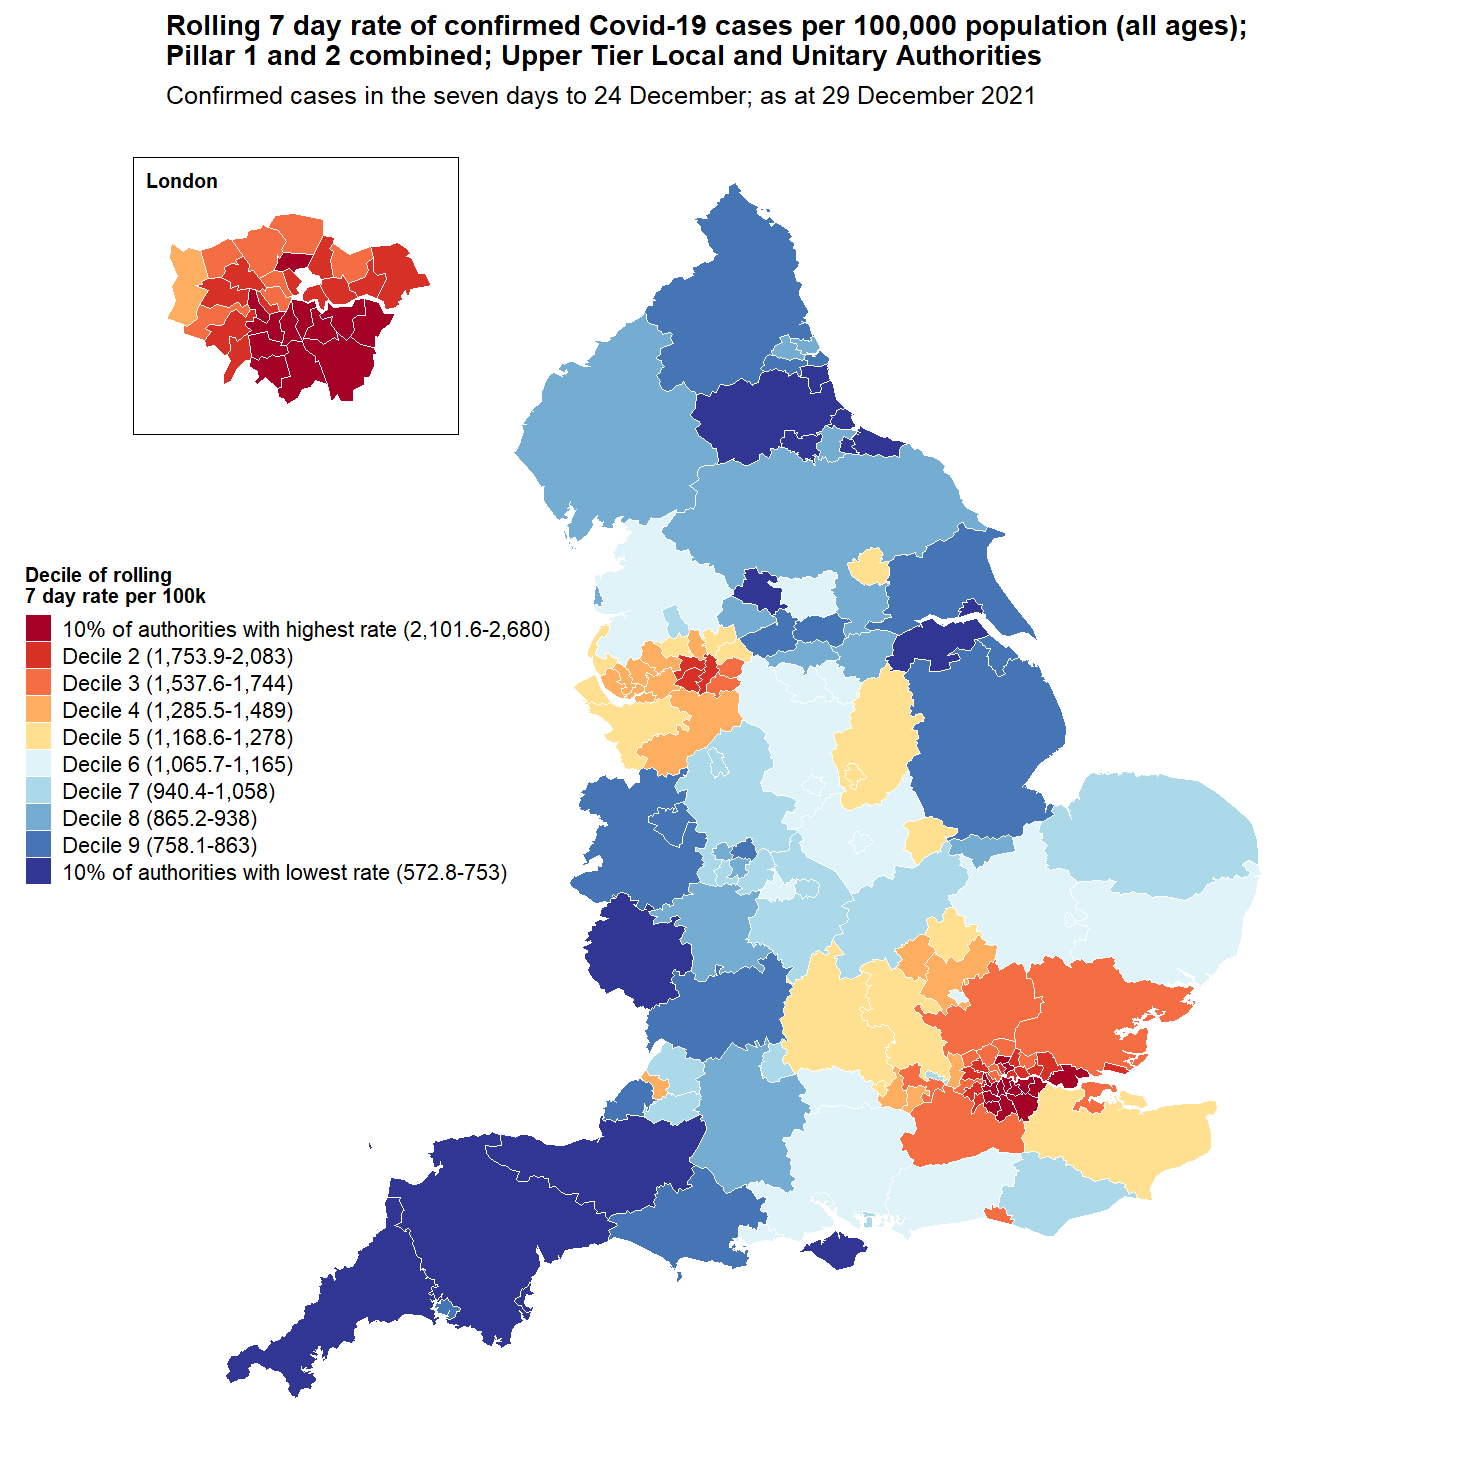 Rolling 7 day rate of confirmed Covid-19 cases per 100,000 population (all ages);
Pillar 1 and 2 combined; Upper Tier Local and Unitary Authorities
Confirmed cases in the seven days to 24 December; as at 29 December 2021
London
Decile of rolling
7 day rate per 100k
10% of authorities with highest rate (2,101.6-2,680)
Decile 2 (1,753.9-2,083)
Decile 3 (1,537.6-1,744)
Decile 4 (1,285.5-1,489)
Decile 5 (1,168.6-1,278)
Decile 6 (1,065.7-1,165)
Decile 7 (940.4-1,058)
Decile 8 (865.2-938)
Decile 9 (758.1-863)
10% of authorities with lowest rate (572.8-753)